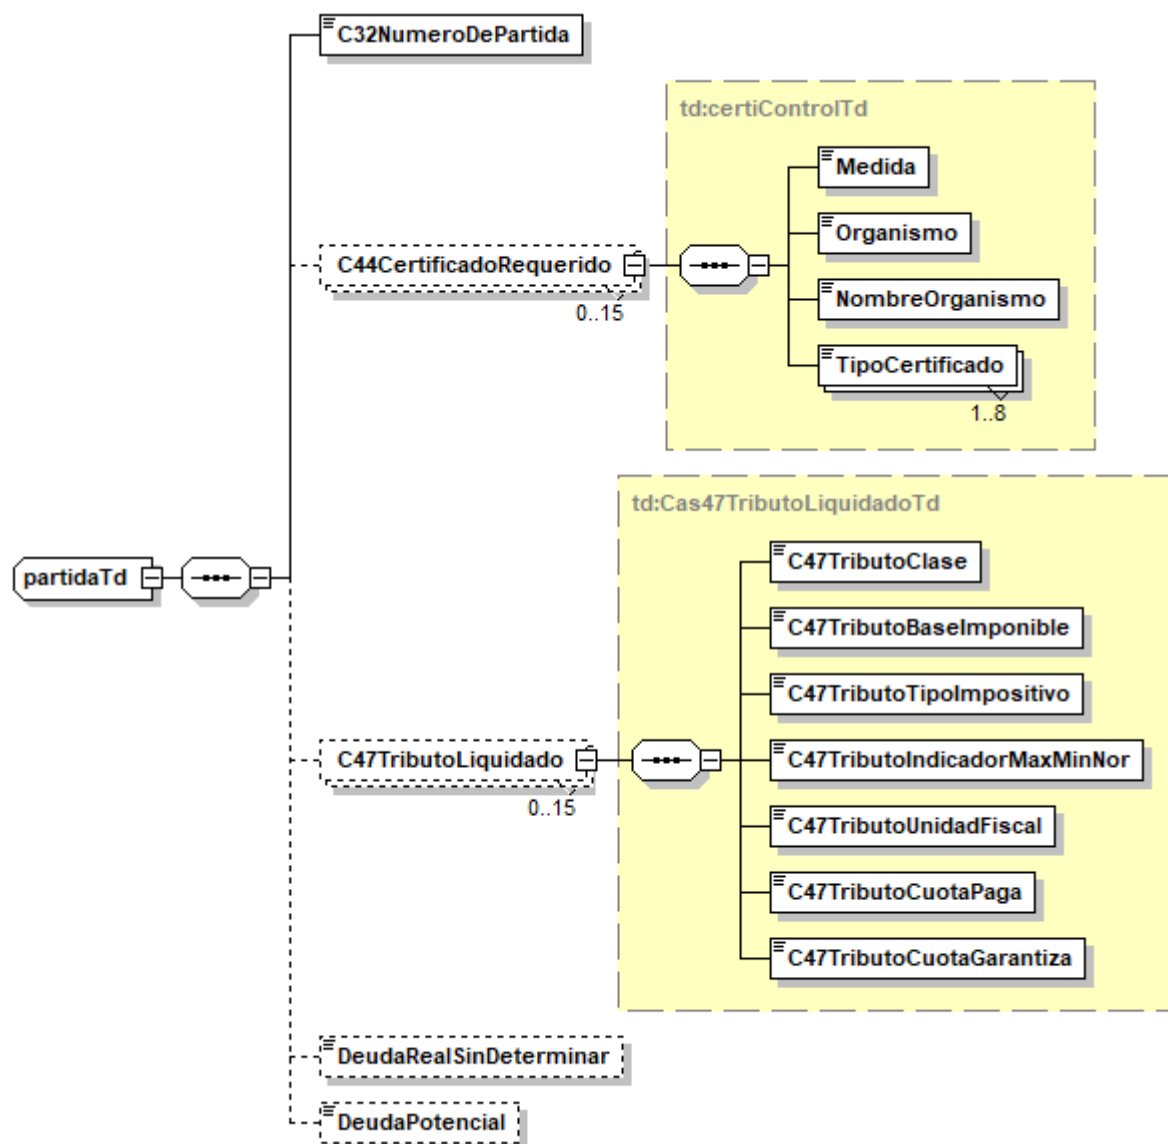 C32NumeroDePartida
td:certiControlTd
Medida
Organismo
C44CertificadoRequerido
0..15
NombreOrganismo
TipoCertificado
1..8
td:Cas47TributoLiquidadoTd
partidaTd
C47TributoClase
C47TributoBaseImponible
C47TributoTipoImpositivo
C47TributoLiquidado
0..15
C47TributoIndicadorMaxMinNor
C47TributoUnidadFiscal
C47TributoCuotaPaga
C47TributoCuotaGarantiza
DeudaRealSinDeterminar
DeudaPotencial